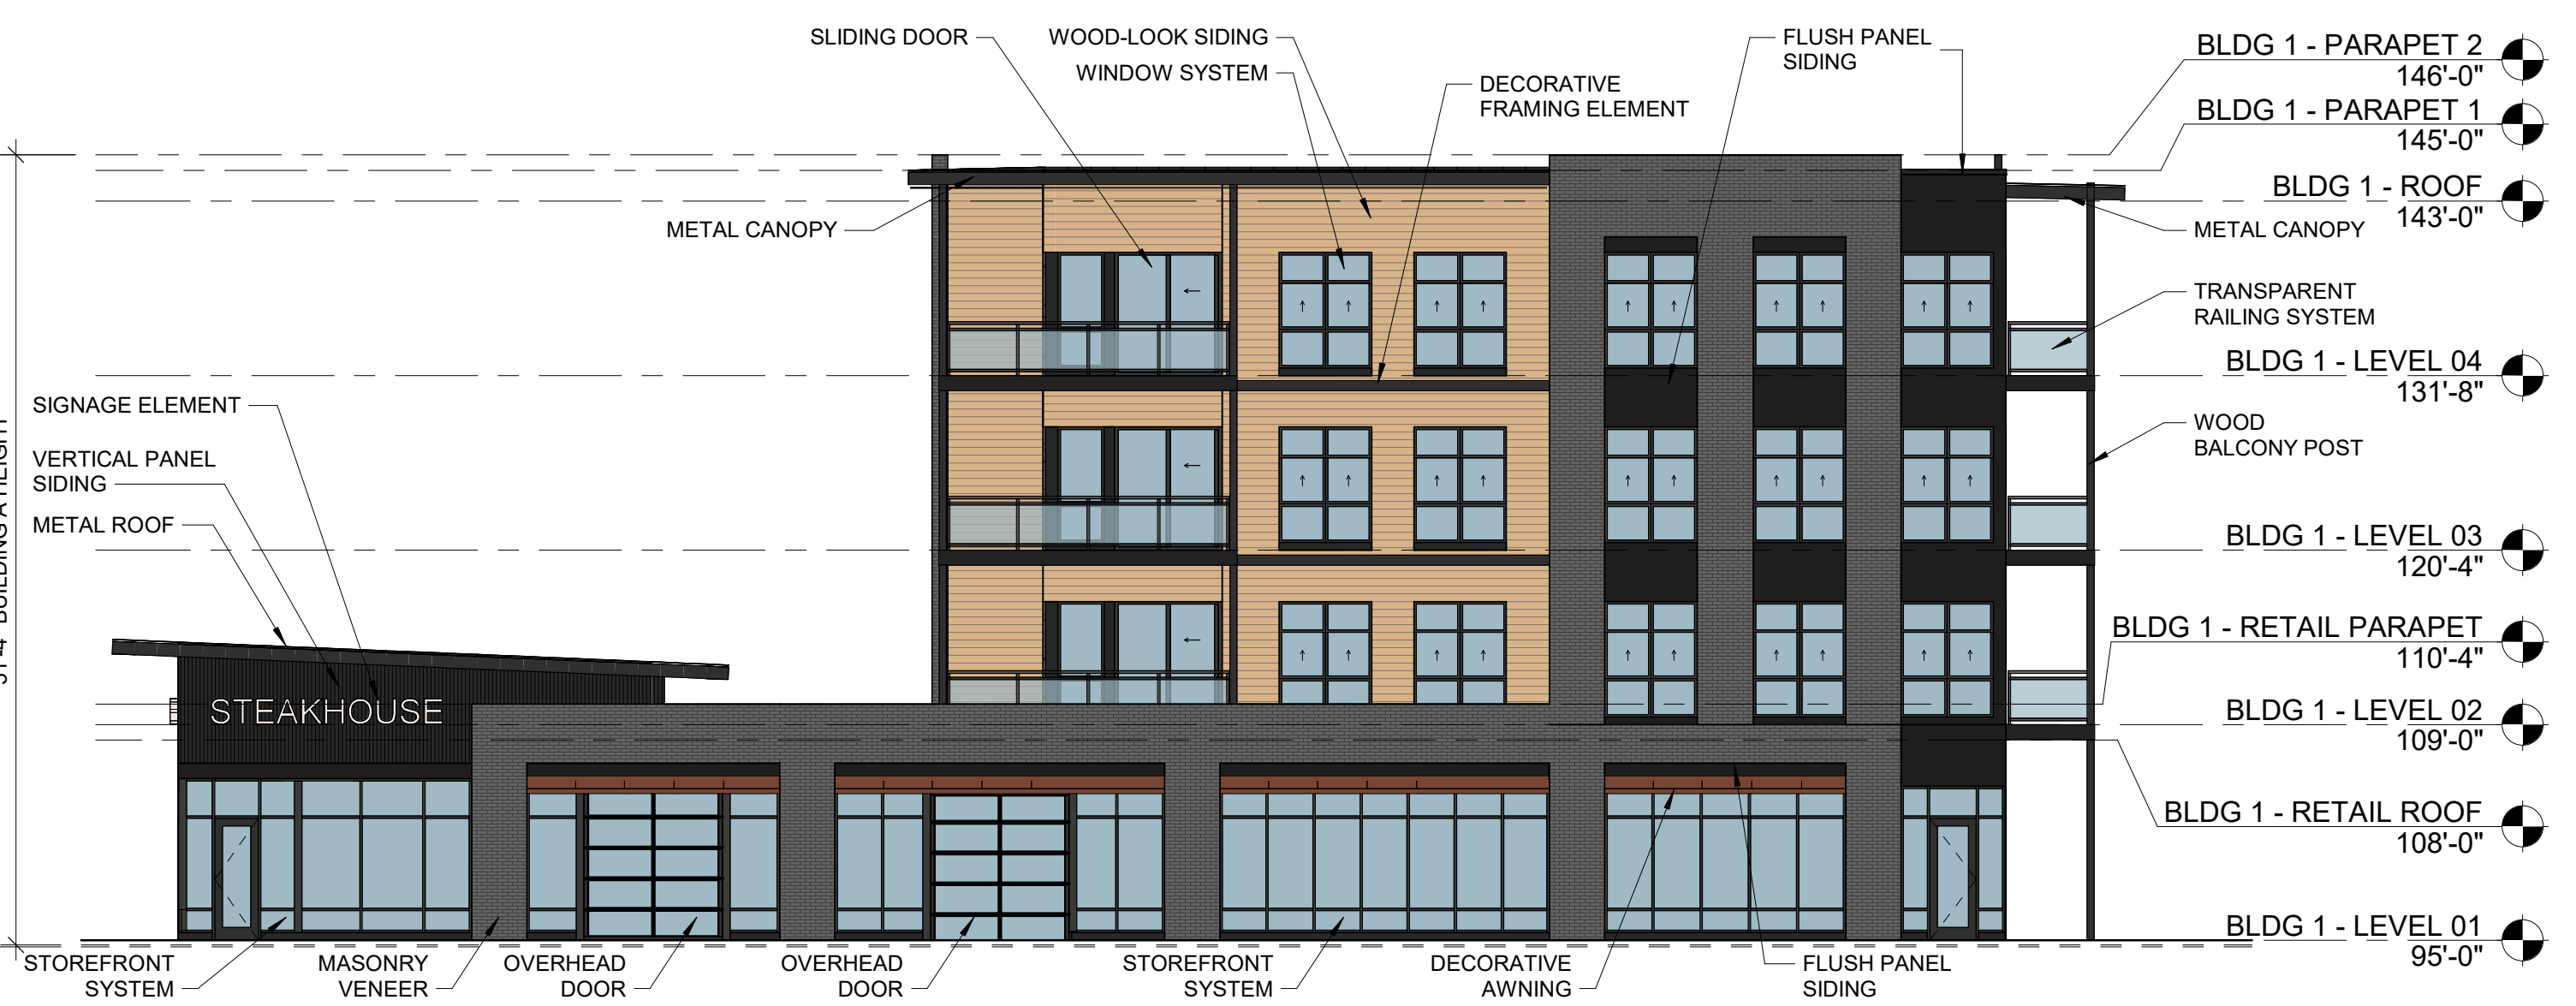 SLIDING DOOR
WOOD-LOOK SIDING
WINDOW SYSTEM
DECORATIVE
FRAMING ELEMENT
FLUSH PANEL
SIDING
BLDG 1 - PARAPET 2
146'-0"
BLDG 1 - PARAPET 1
145'-0"
BLDG 1 - ROOF
143'-0"
METAL CANOPY
METAL CANOPY
TRANSPARENT
RAILING SYSTEM
BLDG 1 - LEVEL 04
131'-8"
SIGNAGE ELEMENT
VERTICAL PANEL
SIDING
METAL ROOF
WOOD
BALCONY POST
BLDG 1 - LEVEL 03
120'-4"
BLDG 1 - RETAIL PARAPET
110'-4"
STEAKHOUSE
BLDG 1 - LEVEL 02
109'-0"
BLDG 1 - RETAIL ROOF
108'-0"
BLDG 1 - LEVEL 01
95'-0"
STOREFRONT
SYSTEM
MASONRY
VENEER
OVERHEAD
DOOR
OVERHEAD
DOOR
STOREFRONT
SYSTEM
DECORATIVE
AWNING
FLUSH PANEL
SIDING